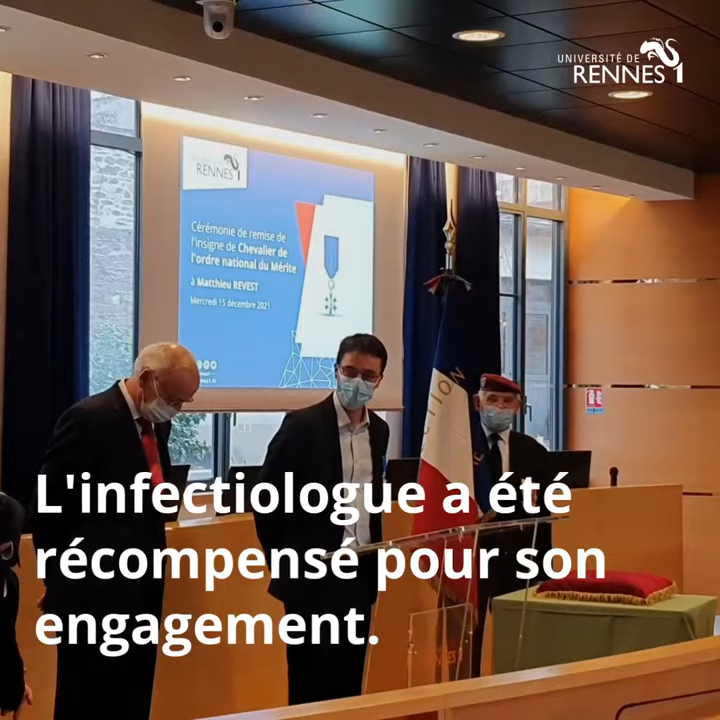 UNIVERSITÉ DE
RENNES 1
RENNES 1
Cérémonie de remise de
l'insigne de Chevalier de
l'ordre national du Mérite
à Matthieu REVEST
Mercredi 15 décembre 2021
L'infectiologue a été
récompensé pour son
engagement.